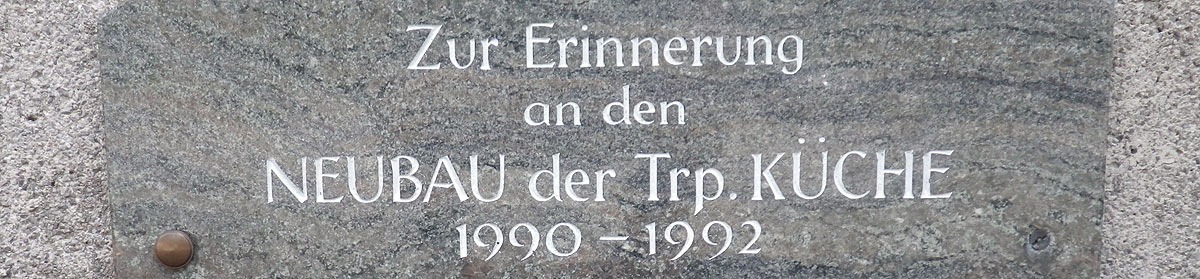 Zur Erinnerung
an den
NEUBAU der Trp. KÜCHE
1990 – 1992